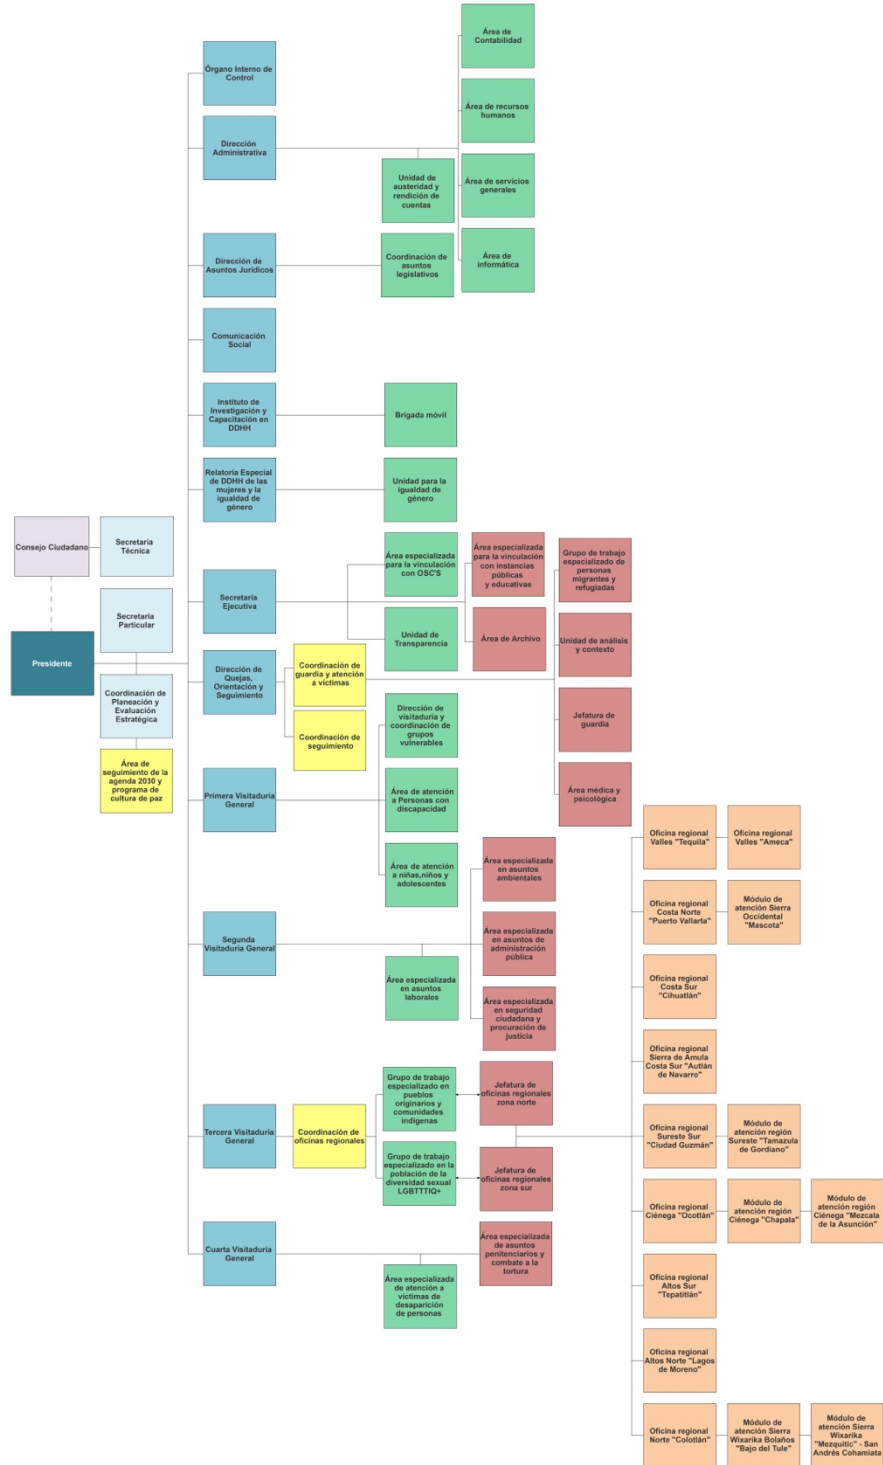 Área de
Contabilidad
Órgano Interno de
Control
Área de recursos
humanos
Dirección
Administrativa
Unidad de
austeridad y
rendición de
cuentas
Área de servicios
generales
Dirección de
Asuntos Jurídicos
Coordinación de
asuntos
legislativos
Área de
informática
Comunicación
Social
Instituto de
Investigación y
Capacitación en
DDHH
Brigada móvil
Relatoría Especial
de DDHH de las
mujeres y la
igualdad de
género
Unidad para la
igualdad de
género
Consejo Ciudadano
Secretaria
Técnica
Área especializada
para la vinculación
con OSC'S
Área especializada
para la vinculación
con instancias
públicas
y educativas
Grupo de trabajo
especializado de
personas
migrantes y
refugiadas
Secretaria
Ejecutiva
Secretaria
Particular
Unidad de
Transparencia
Área de Archivo
Unidad de análisis
y contexto
Presidente
Coordinación de
Planeación y
Evaluación
Estratégica
Dirección de
Quejas,
Orientación y
Seguimiento
Coordinación de
guardia y atención
a víctimas
Coordinación de
seguimiento
Dirección de
visitaduría y
coordinación de
grupos
vulnerables
Jefatura de
guardia
Área de
seguimiento de la
agenda 2030 y
programa de
cultura de paz
Primera Visitaduría
General
Área de atención
a Personas con
discapacidad
Área médica y
psicológica
Área de atención
a niñas,niños y
adolescentes
Área especializada
en asuntos
ambientales
Oficina regional
Valles "Tequila"
Oficina regional
Valles "Ameca"
Segunda
Visitaduría General
Área especializada
en asuntos
laborales
Área especializada
en asuntos de
administración
pública
Área especializada
en seguridad
ciudadana y
procuración de
justicia
Oficina regional
Costa Norte
"Puerto Vallarta"
Módulo de
atención Sierra
Occidental
"Mascota"
Oficina regional
Costa Sur
"Cihuatlán"
Oficina regional
Sierra de Amula
Costa Sur "Autlán
de Navarro"
Tercera Visitaduría
General
Coordinación de
oficinas regionales
Grupo de trabajo
especializado en
pueblos
originarios y
comunidades
indígenas
Jefatura de
oficinas regionales
zona norte
Grupo de trabajo
especializado en la
población de la
diversidad sexual
LGBTTTIQ+
Jefatura de
oficinas regionales
zona sur
Oficina regional
Sureste Sur
"Ciudad Guzmán"
Módulo de
atención región
Sureste "Tamazula
de Gordiano"
Oficina regional
Ciénega "Ocotlán"
Módulo de
atención región
Ciénega "Chapala"
Módulo de
atención región
Ciénega "Mezcala
de la Asunción"
Cuarta Visitaduría
General
Área especializada
de atención a
víctimas de
desaparición
de personas
Área especializada
de asuntos
penitenciarios y
combate a la
tortura
Oficina regional
Altos Sur
"Tepatitlán"
Oficina regional
Altos Norte "Lagos
de Moreno"
Oficina regional
Norte "Colotlán"
Módulo de
atención Sierra
Wixarika Bolaños
"Bajo del Tule"
Módulo de
atención Sierra
Wixarika
"Mezquitic" - San
Andrés Cohamiata